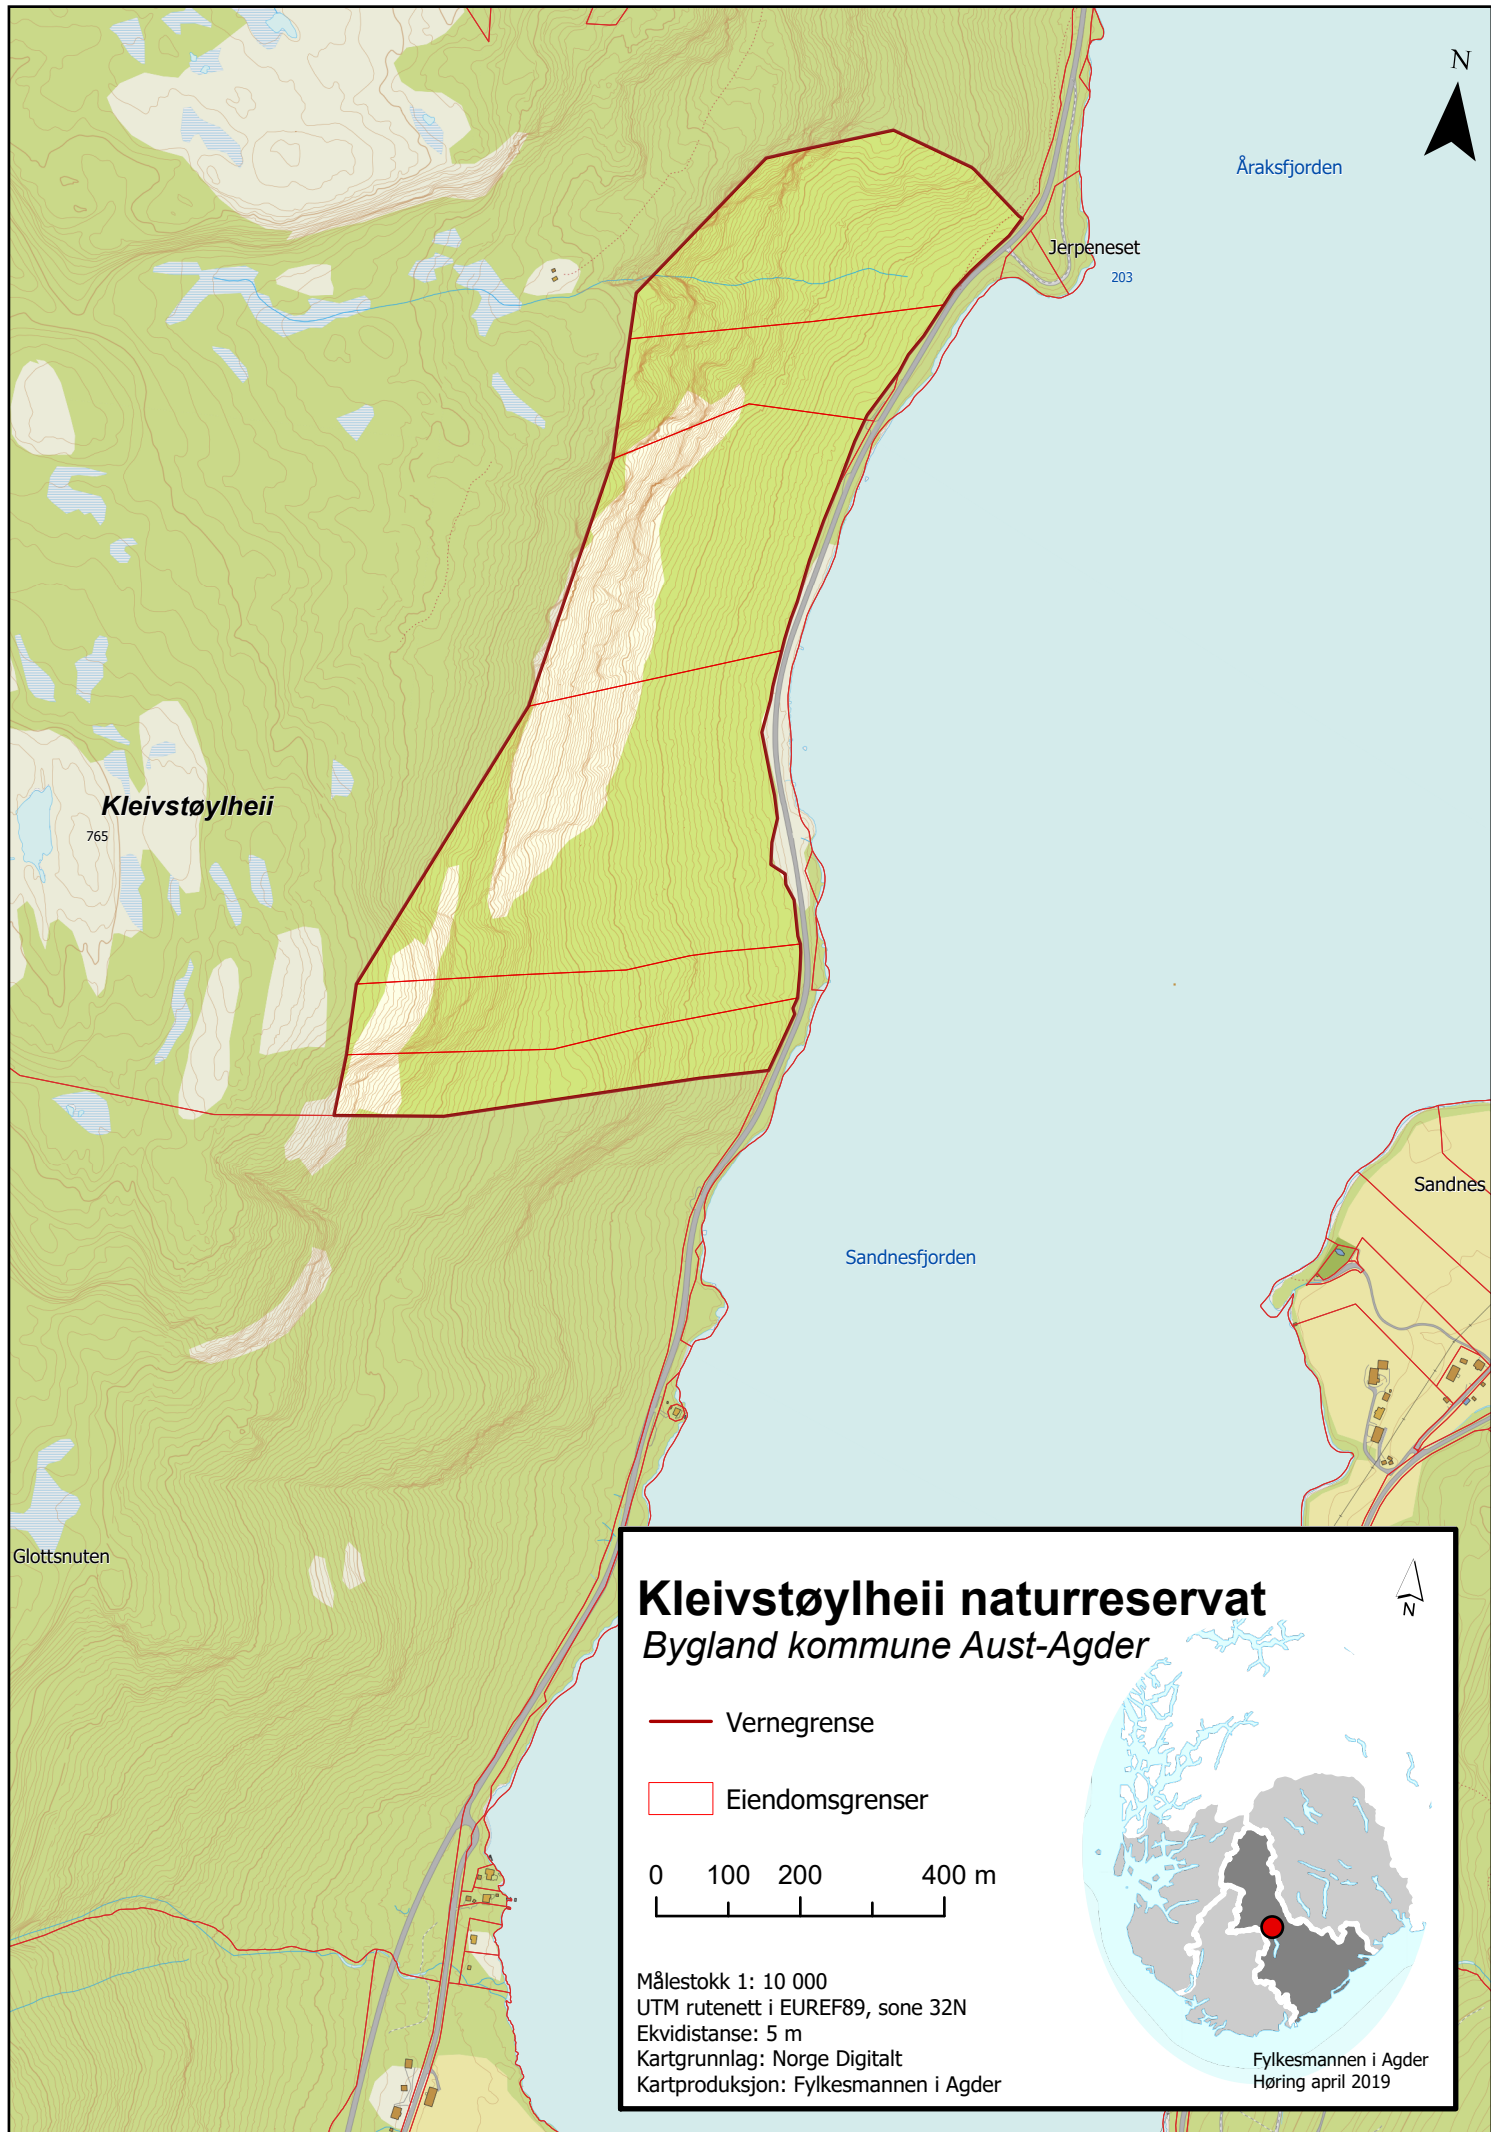 N
Åraksfjorden
Jerpeneset
203
Kleivstøylheii
765
Sandnes
Sandnesfjorden
Glottsnuten
Kleivstøylheii naturreservat
Bygland kommune Aust-Agder
N
Vernegrense
Eiendomsgrenser
0 100 200 400 m
Målestokk 1: 10 000
UTM rutenett i EUREF89, sone 32N
Ekvidistanse: 5 m
Kartgrunnlag: Norge Digitalt
Kartproduksjon: Fylkesmannen i Agder
Fylkesmannen i Agder
Høring april 2019